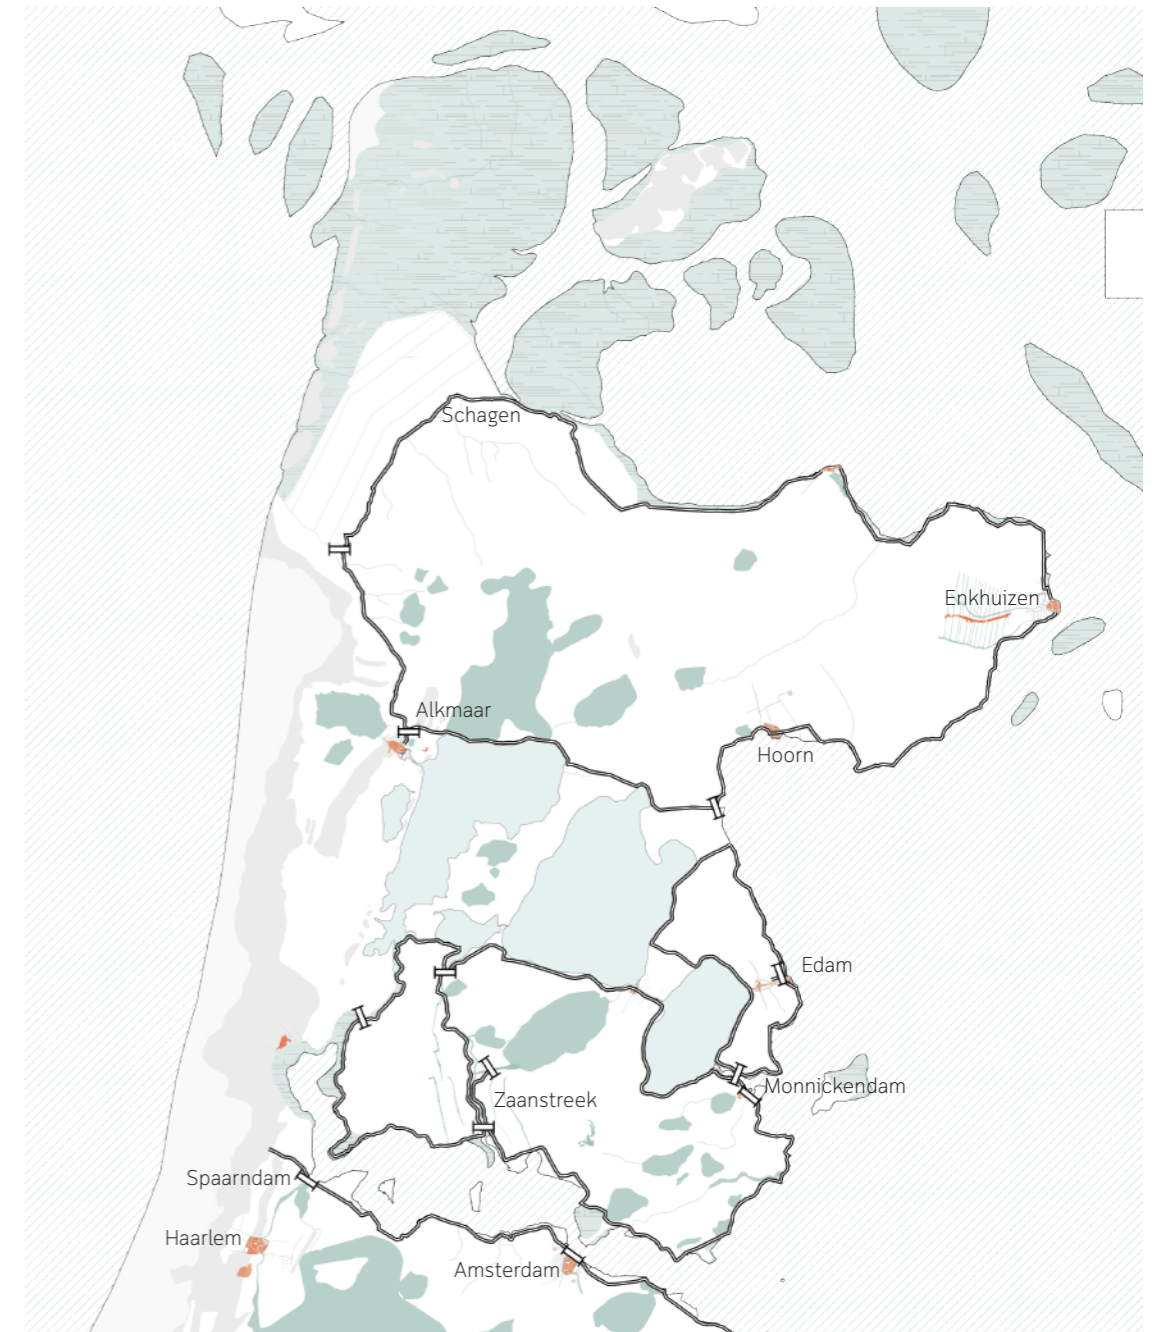 Schagen
Enkhuizen
Alkmaar
Hoorn
Edam
Monnickendam
Zaanstreek
Spaarndam
Haarlem
Amsterdam